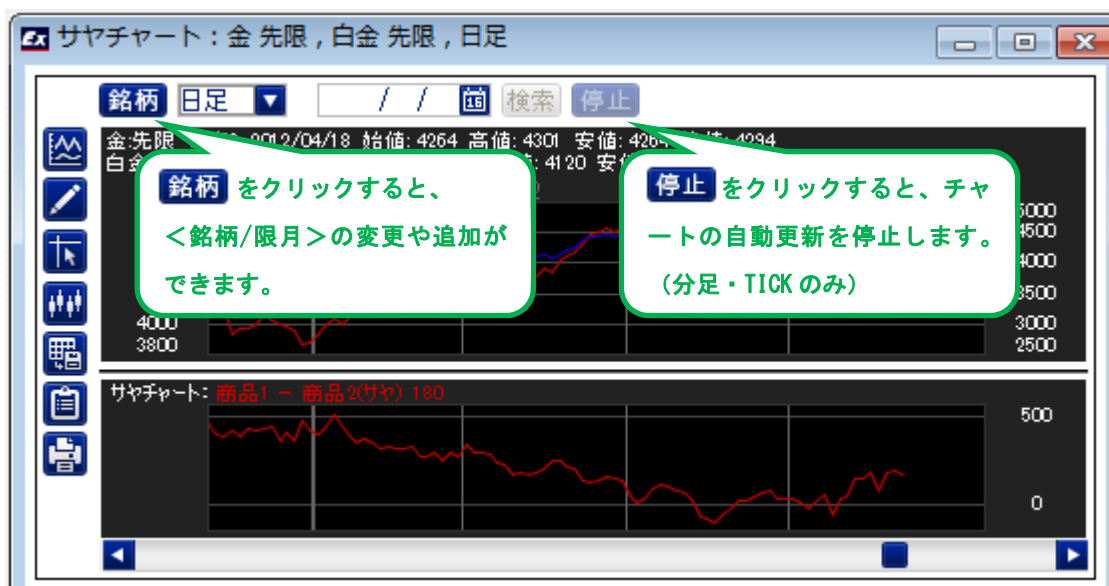 Ex サヤチャート：金 先限 , 白金 先限 , 日足
銘柄 日足 / / 16 検索 停止
金:先限 2012/04/18 始値: 4264 高値: 4301 安値: 4264 4294
白金 4120 安
銘柄 をクリックすると、
＜銘柄/限月＞の変更や追加が
できます。
停止 をクリックすると、チャ
ートの自動更新を停止します。
（分足・TICK のみ）
5000
4500
4000
3500
4000 3000
3800 2500
サヤチャート: 商品1 － 商品2(サヤ) 180
500
0